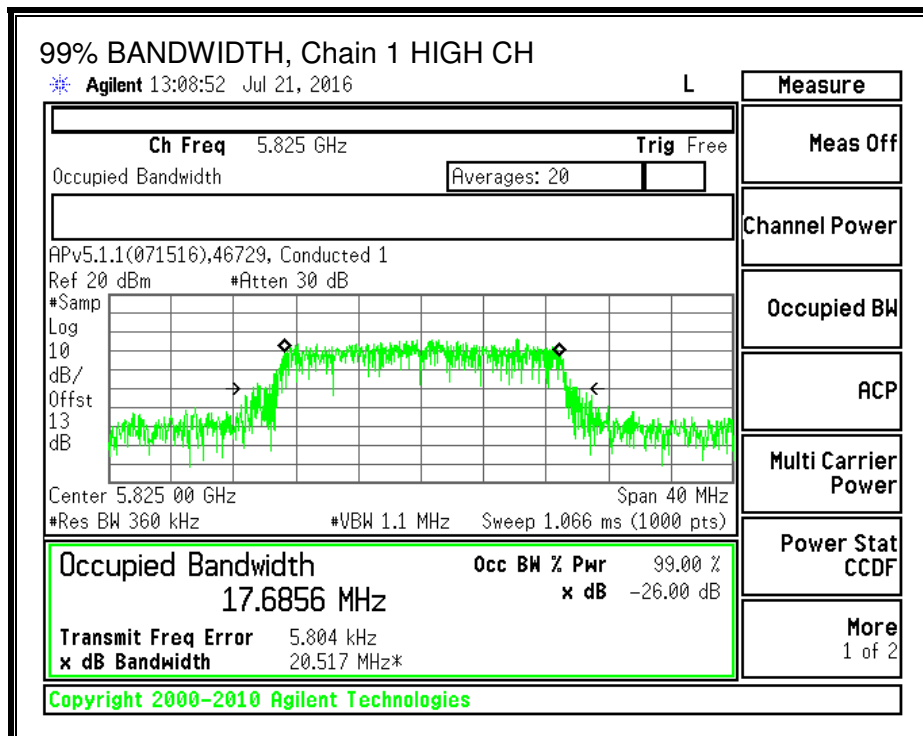 99% BANDWIDTH, Chain 1 HIGH CH
Agilent 13:08:52 Jul 21, 2016 L
Measure
Ch Freq 5.825 GHz Trig Free
Occupied Bandwidth Averages: 20
APv5.1.1(071516),46729, Conducted 1
Ref 20 dBm #Atten 30 dB
#Samp
Log
10
dB/
Offst
13
dB
Center 5.825 00 GHz Span 40 MHz
#Res BW 360 kHz #VBW 1.1 MHz Sweep 1.066 ms (1000 pts)
Occupied Bandwidth
17.6856 MHz
Occ BW % Pwr 99.00 %
x dB -26.00 dB
Transmit Freq Error 5.804 kHz
x dB Bandwidth 20.517 MHz*
Meas Off
Channel Power
Occupied BW
ACP
Multi Carrier
Power
Power Stat
CCDF
More
1 of 2
Copyright 2000-2010 Agilent Technologies